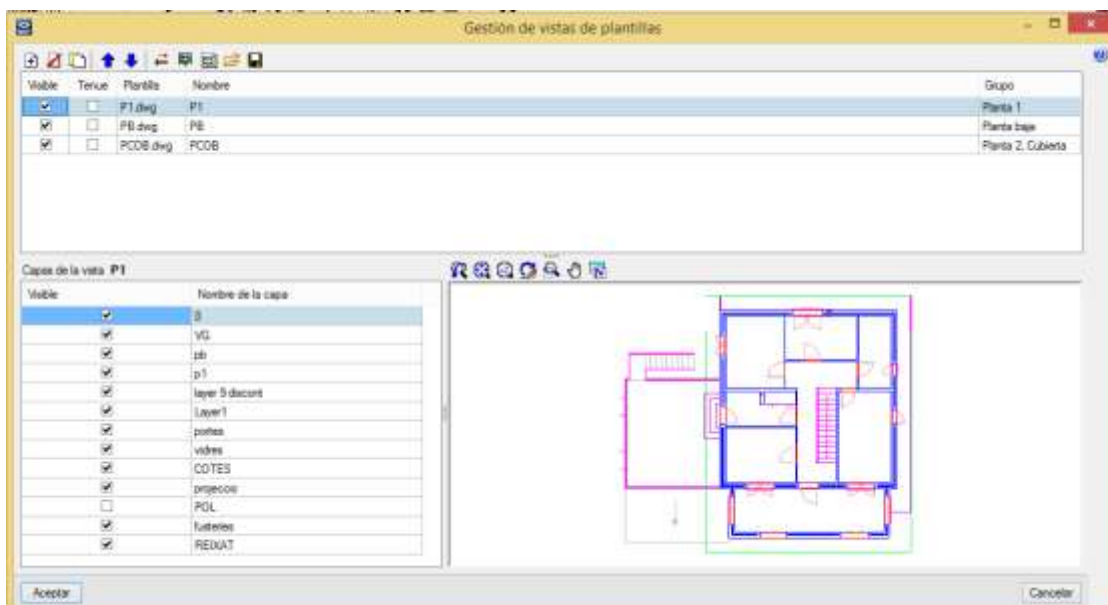 Gestión de vistas de plantillas
Visible Tenue Plantilla Nombre Grupo
P1.dwg P1 Planta 1
PB.dwg PB Planta baja
PCOB.dwg PCOB Planta 2, Cubierta
Capas de la vista P1
Visible Nombre de la capa
0
VG
pb
p1
layer 5 discont
Layer1
portes
vidres
COTES
projeccio
POL
fusteries
REIXAT
Aceptar Cancelar